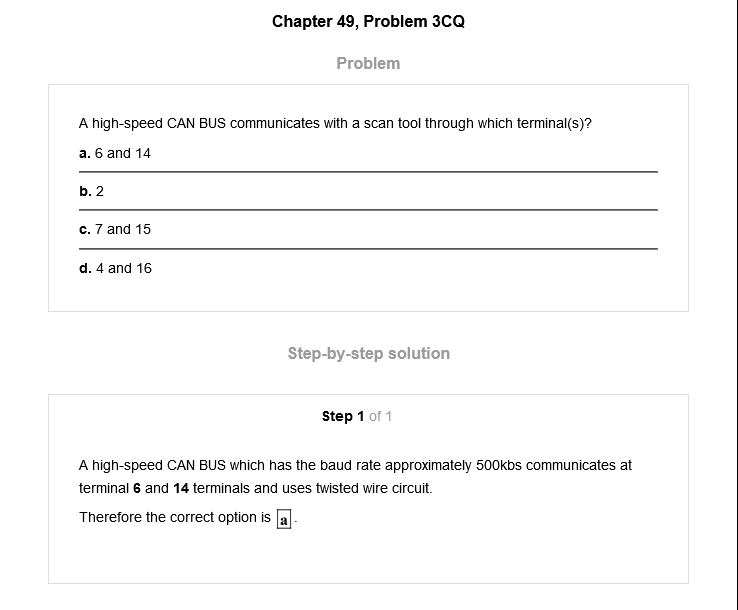 Chapter 49, Problem 3CQ
Problem
A high-speed CAN BUS communicates with a scan tool through which terminal(s)?
a. 6 and 14
b. 2
c. 7 and 15
d. 4 and 16
Step-by-step solution
Step 1 of 1
A high-speed CAN BUS which has the baud rate approximately 500kbs communicates at
terminal 6 and 14 terminals and uses twisted wire circuit.
Therefore the correct option is a .